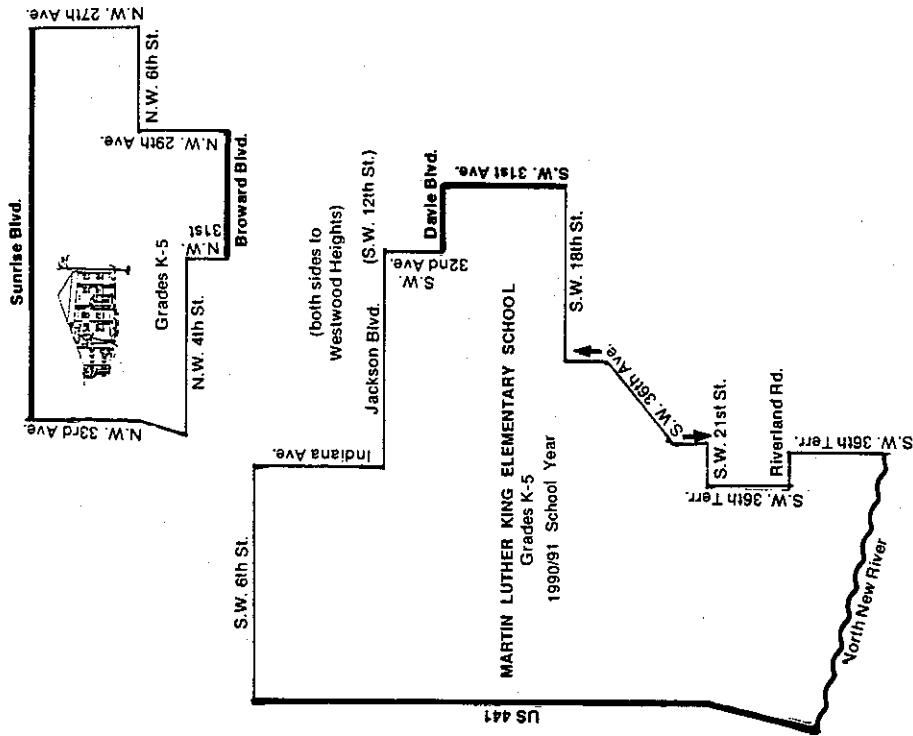 Sunrise Blvd.
N.W. 27th Ave.
N.W. 6th St.
N.W. 29th Ave.
Broward Blvd.
N.W.
31st
Grades K-5
N.W. 4th St.
N.W. 33rd Ave.
(both sides to
Westwood Heights)
Jackson Blvd.
(S.W. 12th St.)
Indiana Ave.
S.W. 6th St.
S.W.
32nd Ave.
Davie Blvd.
S.W. 31st Ave.
S.W. 18th St.
MARTIN LUTHER KING ELEMENTARY SCHOOL
Grades K-5
1990/91 School Year
S.W. 36th Ave.
S.W. 21st St.
S.W. 36th Terr.
Riverland Rd.
S.W. 36th Terr.
North New River
US 441